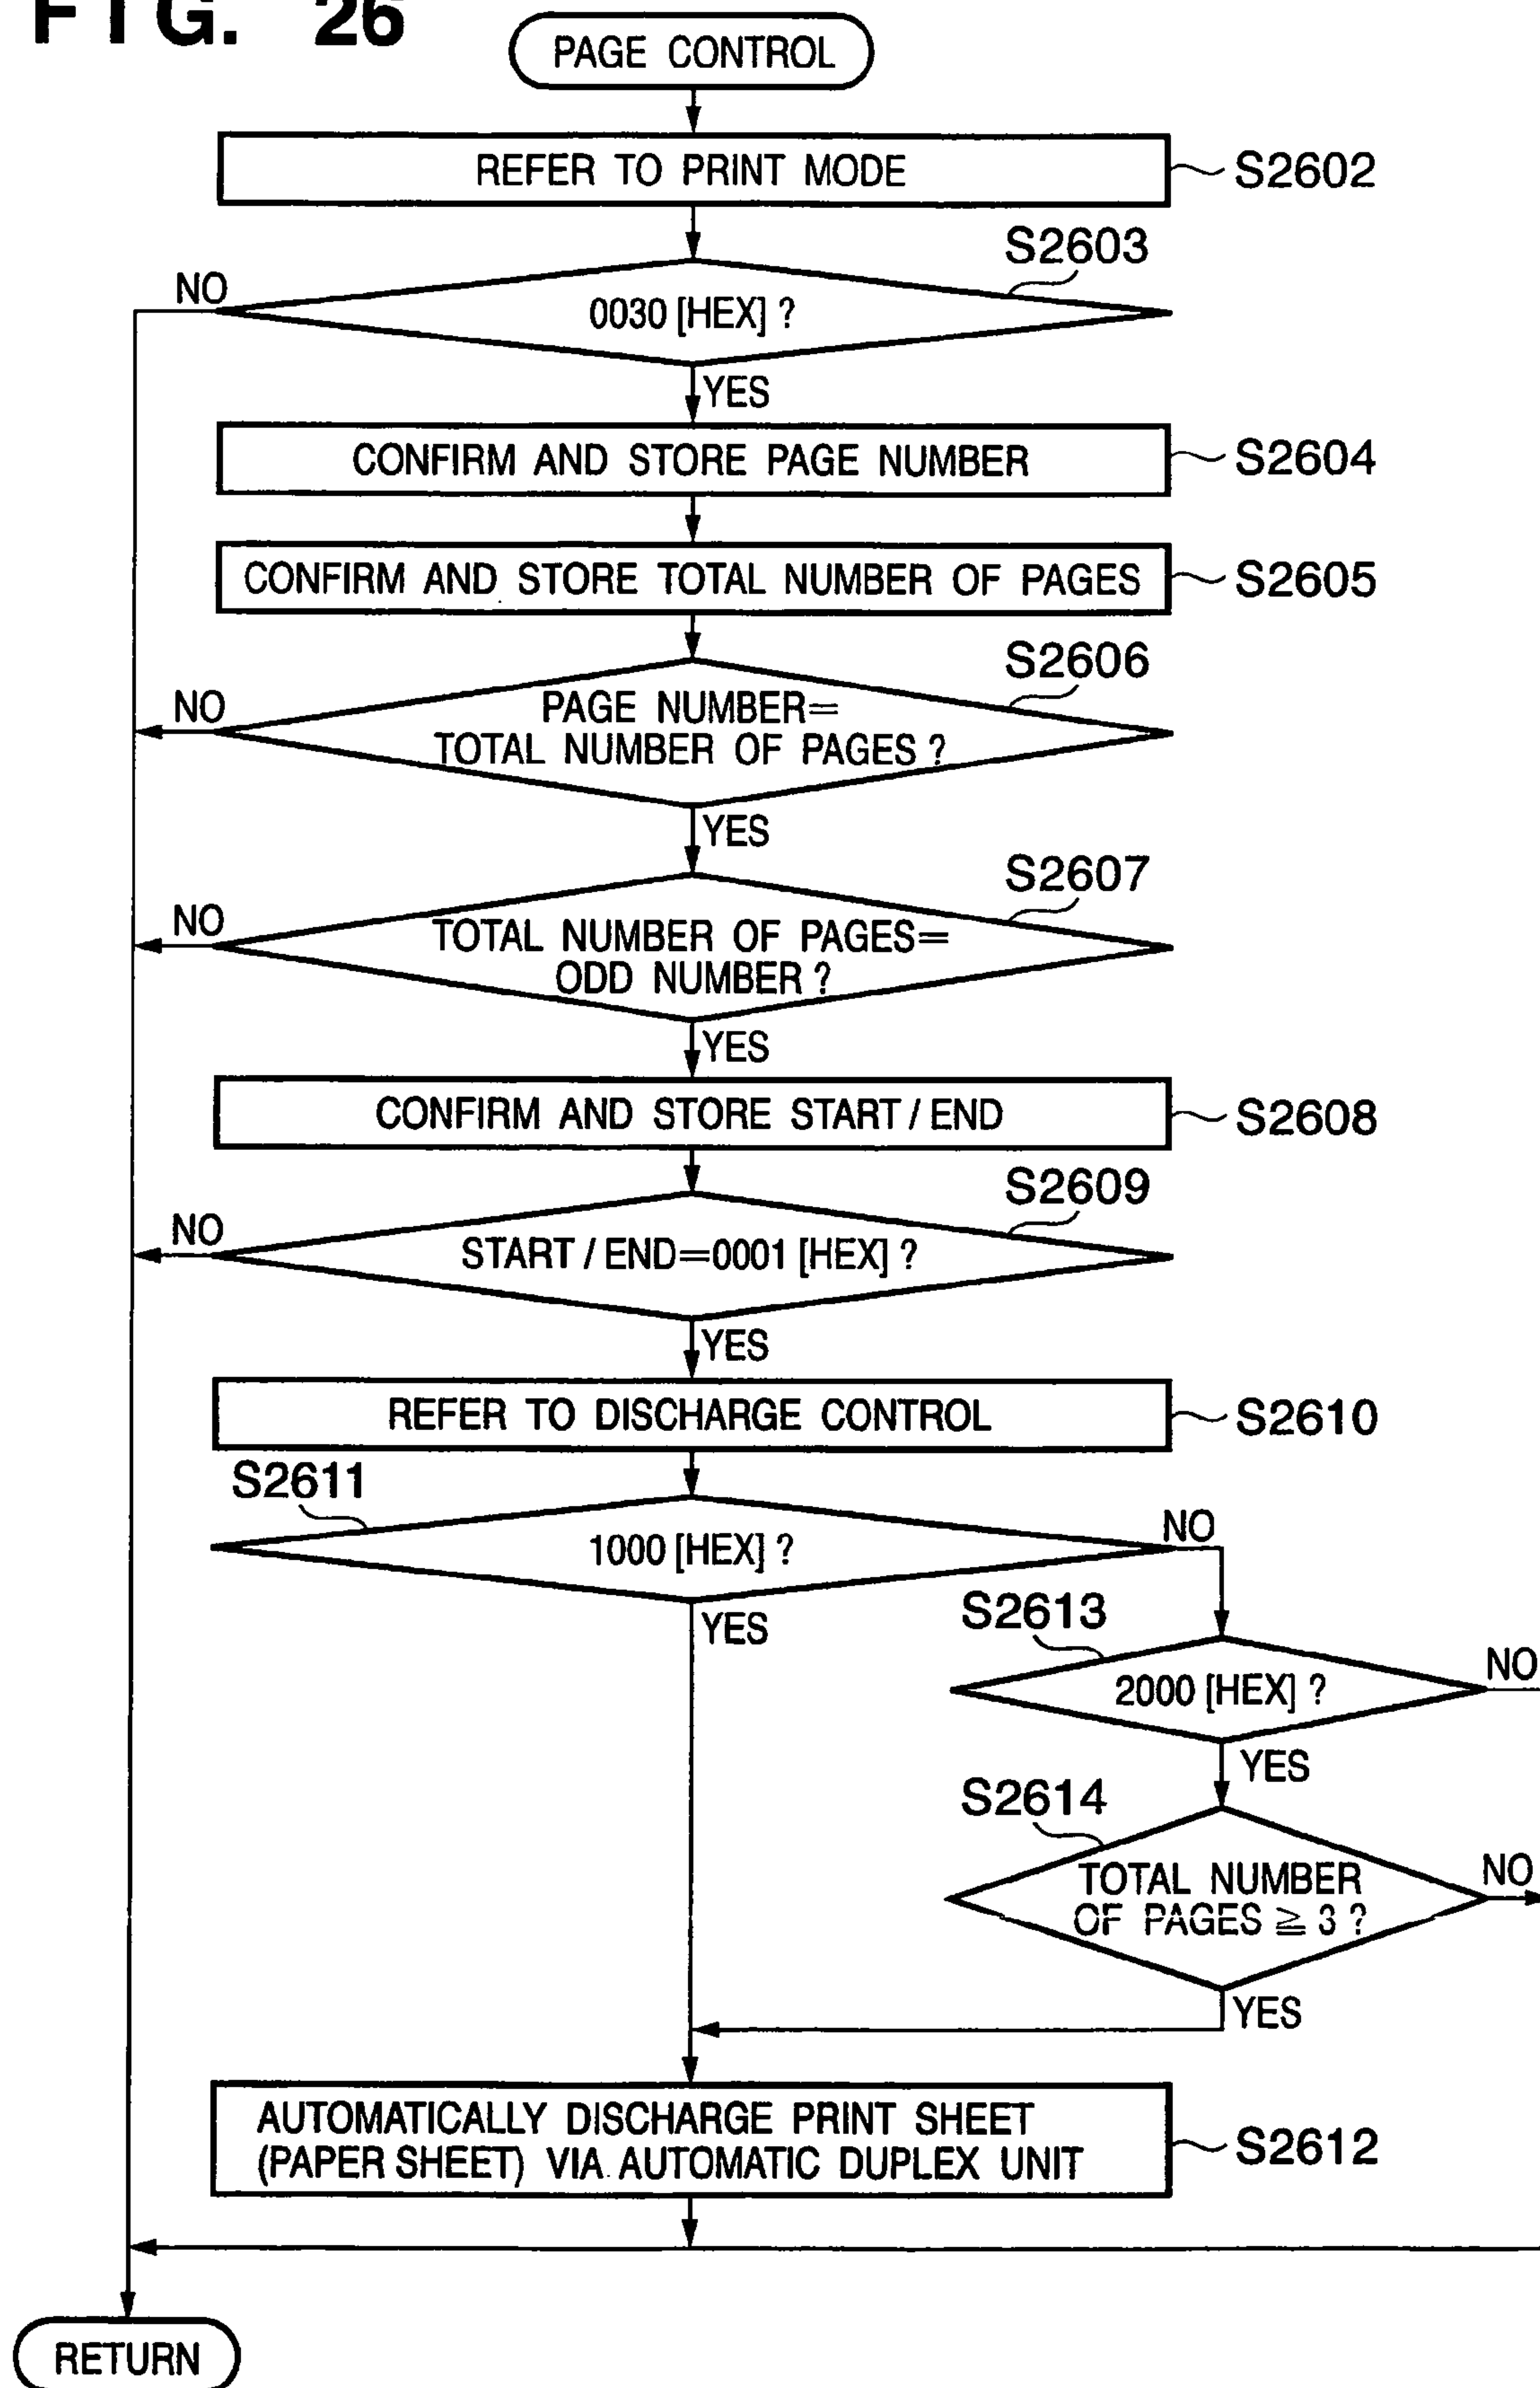 FIG. 26
PAGE CONTROL
REFER TO PRINT MODE
S2602
S2603
NO
0030 [HEX] ?
YES
CONFIRM AND STORE PAGE NUMBER
S2604
CONFIRM AND STORE TOTAL NUMBER OF PAGES
S2605
S2606
NO
PAGE NUMBER=
TOTAL NUMBER OF PAGES ?
YES
S2607
NO
TOTAL NUMBER OF PAGES=
ODD NUMBER ?
YES
CONFIRM AND STORE START / END
S2608
S2609
NO
START / END=0001 [HEX] ?
YES
REFER TO DISCHARGE CONTROL
S2610
S2611
1000 [HEX] ?
NO
YES
S2613
2000 [HEX] ?
NO
YES
S2614
TOTAL NUMBER
OF PAGES ≧ 3 ?
NO
YES
AUTOMATICALLY DISCHARGE PRINT SHEET
(PAPER SHEET) VIA AUTOMATIC DUPLEX UNIT
S2612
RETURN